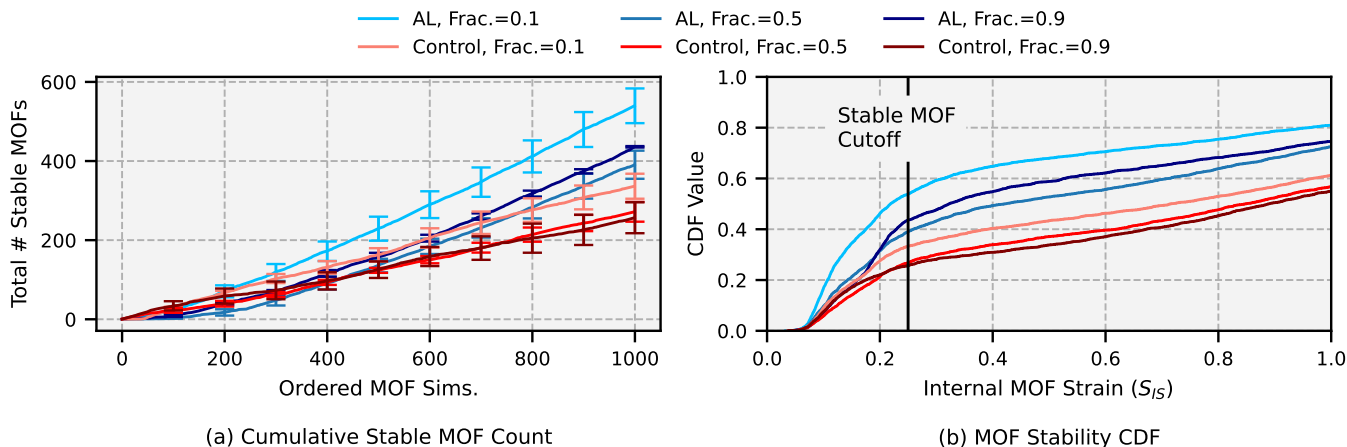 AL, Frac.=0.1 AL, Frac.=0.5 AL, Frac.=0.9
Control, Frac.=0.1 Control, Frac.=0.5 Control, Frac.=0.9
Total # Stable MOFs
600
400
200
0
0 200 400 600 800 1000
Ordered MOF Sims.
(a) Cumulative Stable MOF Count
CDF Value
1.0
0.8
0.6
0.4
0.2
0.0
Stable MOF
Cutoff
0.0 0.2 0.4 0.6 0.8 1.0
Internal MOF Strain (S_IS)
(b) MOF Stability CDF